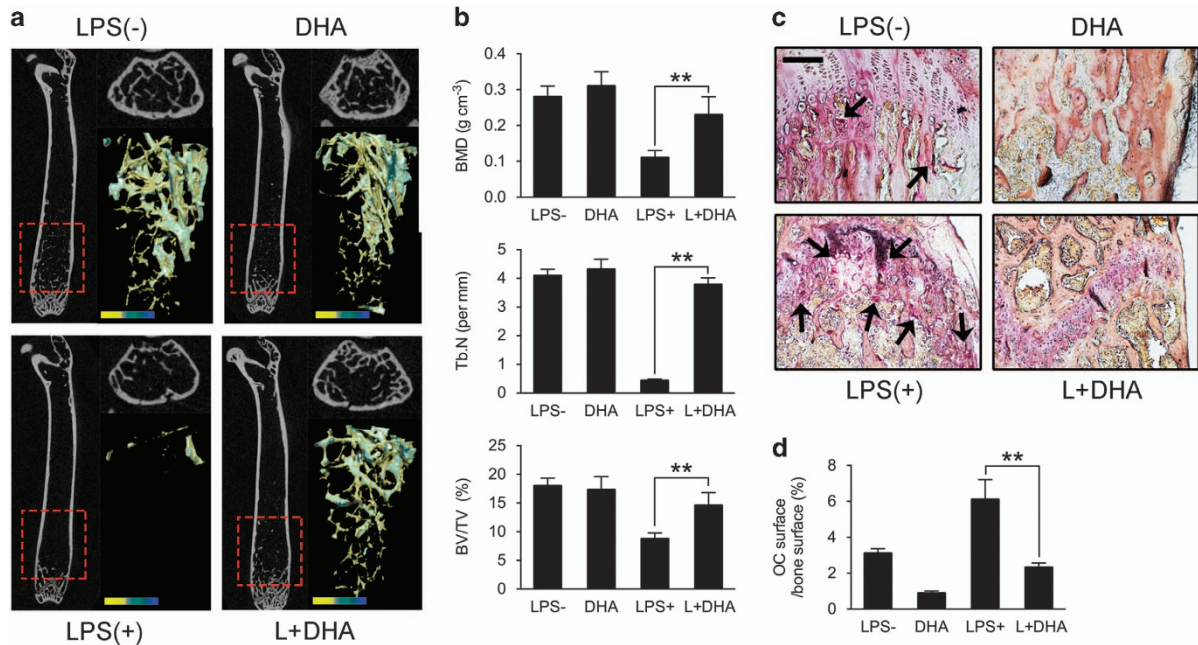 a
LPS(-)
DHA
LPS(+)
L+DHA
b
BMD (g cm⁻³)
0.4
0.3
0.2
0.1
0.0
**
LPS-
DHA
LPS+
L+DHA
Tb.N (per mm)
5
4
3
2
1
0
**
LPS-
DHA
LPS+
L+DHA
BV/TV (%)
25
20
15
10
5
0
**
LPS-
DHA
LPS+
L+DHA
c
LPS(-)
DHA
LPS(+)
L+DHA
d
OC surface
/bone surface (%)
8
6
4
2
0
**
LPS-
DHA
LPS+
L+DHA